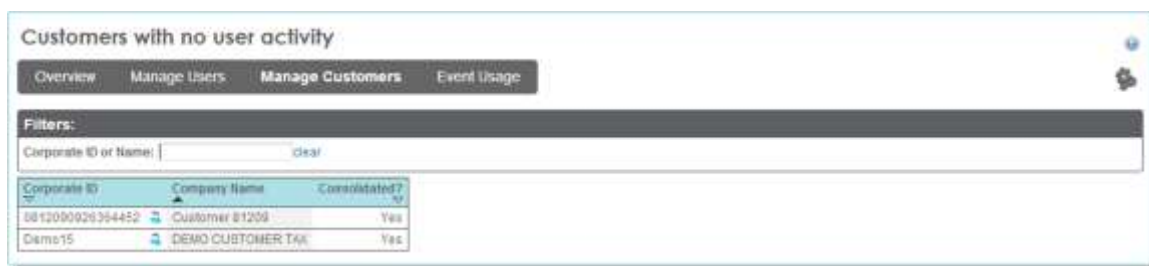 Customers with no user activity
Overview Manage Users Manage Customers Event Usage
Filters:
Corporate ID or Name: clear
Corporate ID Company Name Consolidated?
0812090926364452 Customer 81209 Yes
Demo15 DEMO CUSTOMER TAX Yes